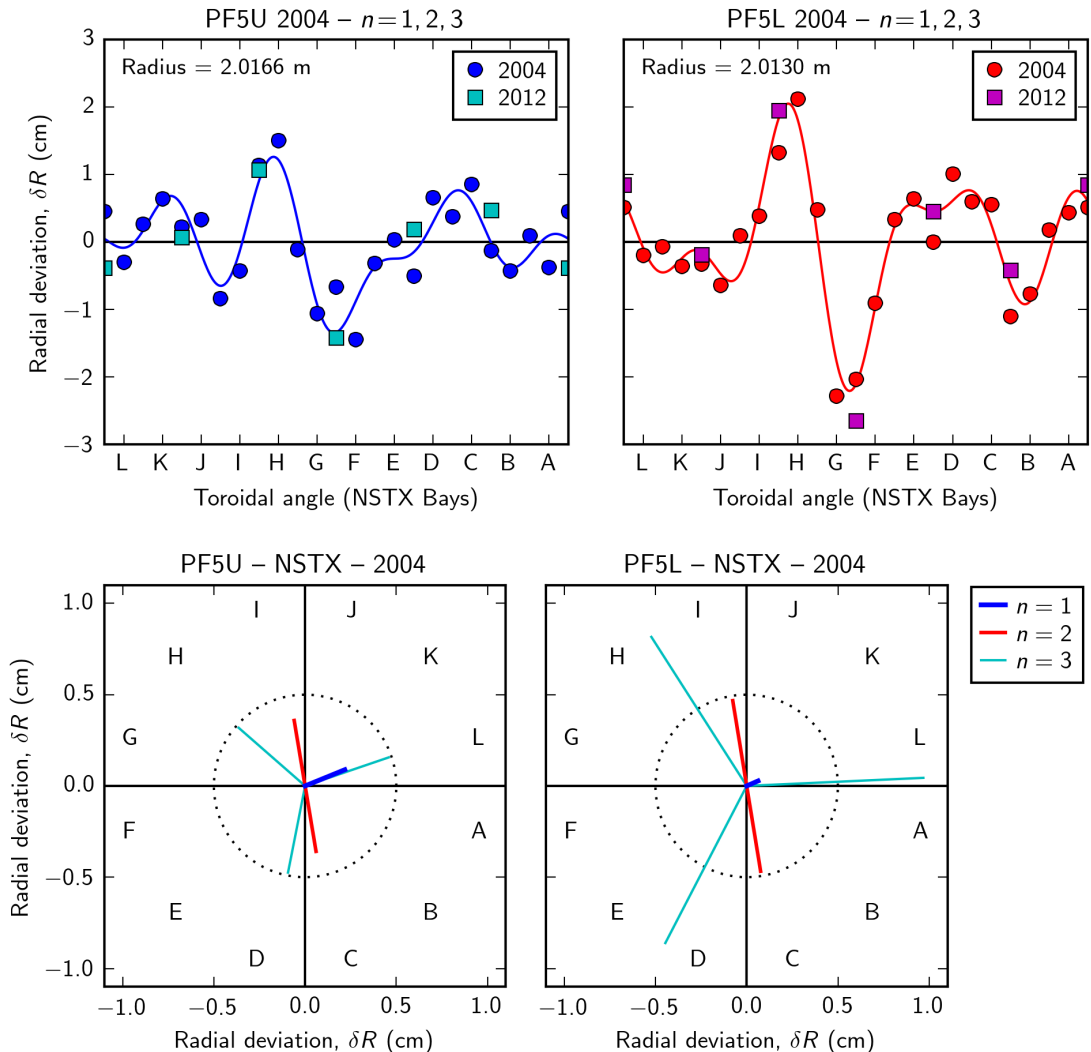 PF5U 2004 – n=1, 2, 3
Radius = 2.0166 m
2004
2012
3
2
1
0
−1
−2
−3
Radial deviation, δR (cm)
L K J I H G F E D C B A
Toroidal angle (NSTX Bays)
PF5L 2004 – n=1, 2, 3
Radius = 2.0130 m
2004
2012
L K J I H G F E D C B A
Toroidal angle (NSTX Bays)
PF5U – NSTX – 2004
1.0
0.5
0.0
−0.5
−1.0
Radial deviation, δR (cm)
I J
H K
G L
F A
E B
D C
−1.0 −0.5 0.0 0.5 1.0
Radial deviation, δR (cm)
PF5L – NSTX – 2004
I J
H K
G L
F A
E B
D C
−1.0 −0.5 0.0 0.5 1.0
Radial deviation, δR (cm)
n = 1
n = 2
n = 3